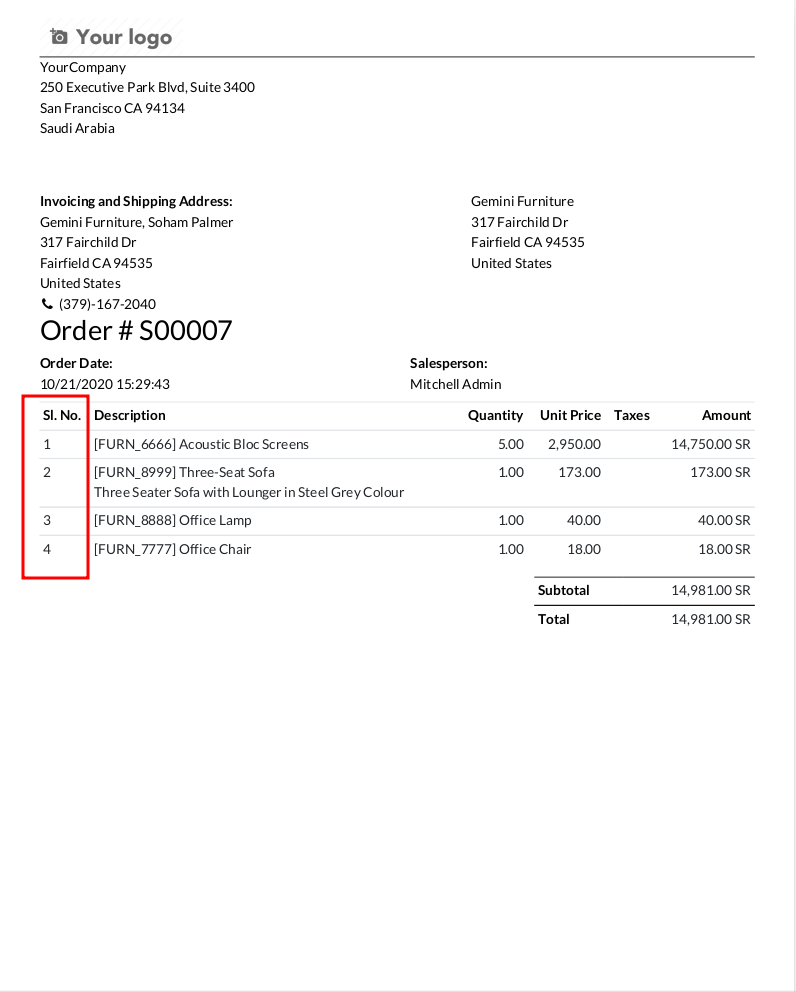 Your logo
YourCompany
250 Executive Park Blvd, Suite 3400
San Francisco CA 94134
Saudi Arabia
Invoicing and Shipping Address:
Gemini Furniture, Soham Palmer
317 Fairchild Dr
Fairfield CA 94535
United States
(379)-167-2040
Gemini Furniture
317 Fairchild Dr
Fairfield CA 94535
United States
Order # S00007
Order Date: Salesperson:
10/21/2020 15:29:43 Mitchell Admin
Sl. No. Description Quantity Unit Price Taxes Amount
1 [FURN_6666] Acoustic Bloc Screens 5.00 2,950.00 14,750.00 SR
2 [FURN_8999] Three-Seat Sofa 1.00 173.00 173.00 SR
Three Seater Sofa with Lounger in Steel Grey Colour
3 [FURN_8888] Office Lamp 1.00 40.00 40.00 SR
4 [FURN_7777] Office Chair 1.00 18.00 18.00 SR
Subtotal 14,981.00 SR
Total 14,981.00 SR